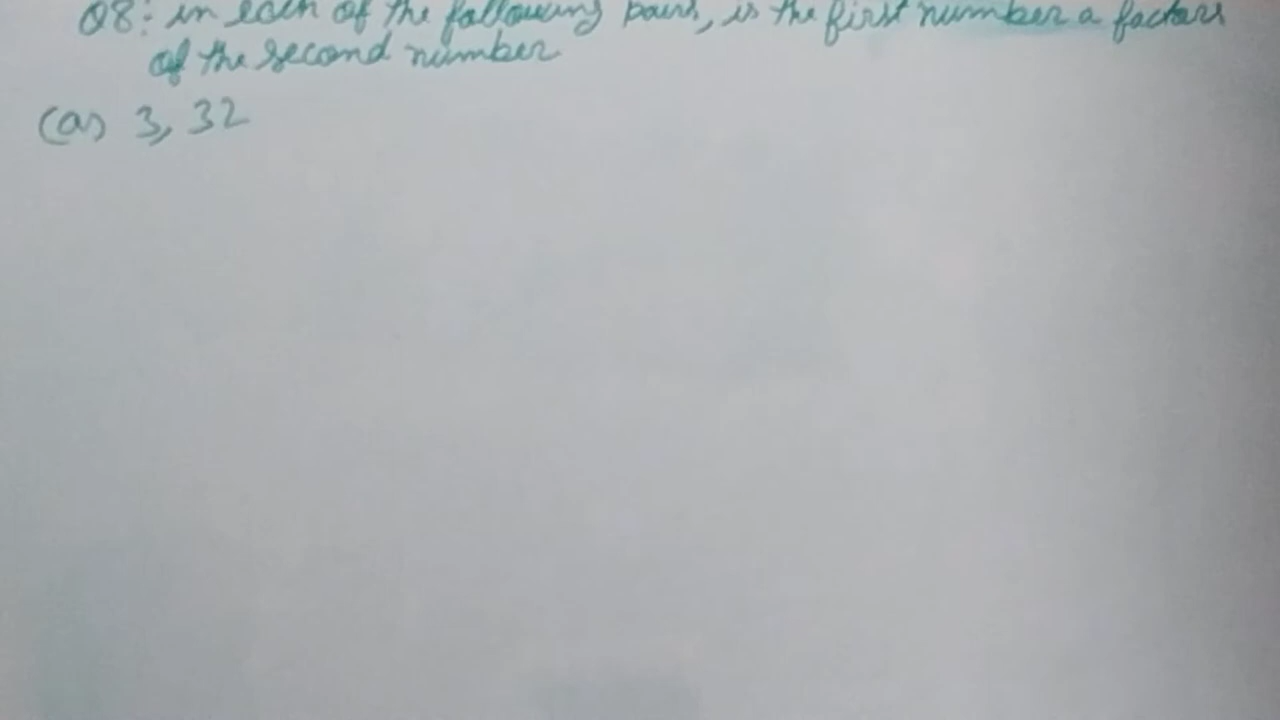 Q8: in each of the following pairs, is the first number a factors
of the second number
(a) 3, 32